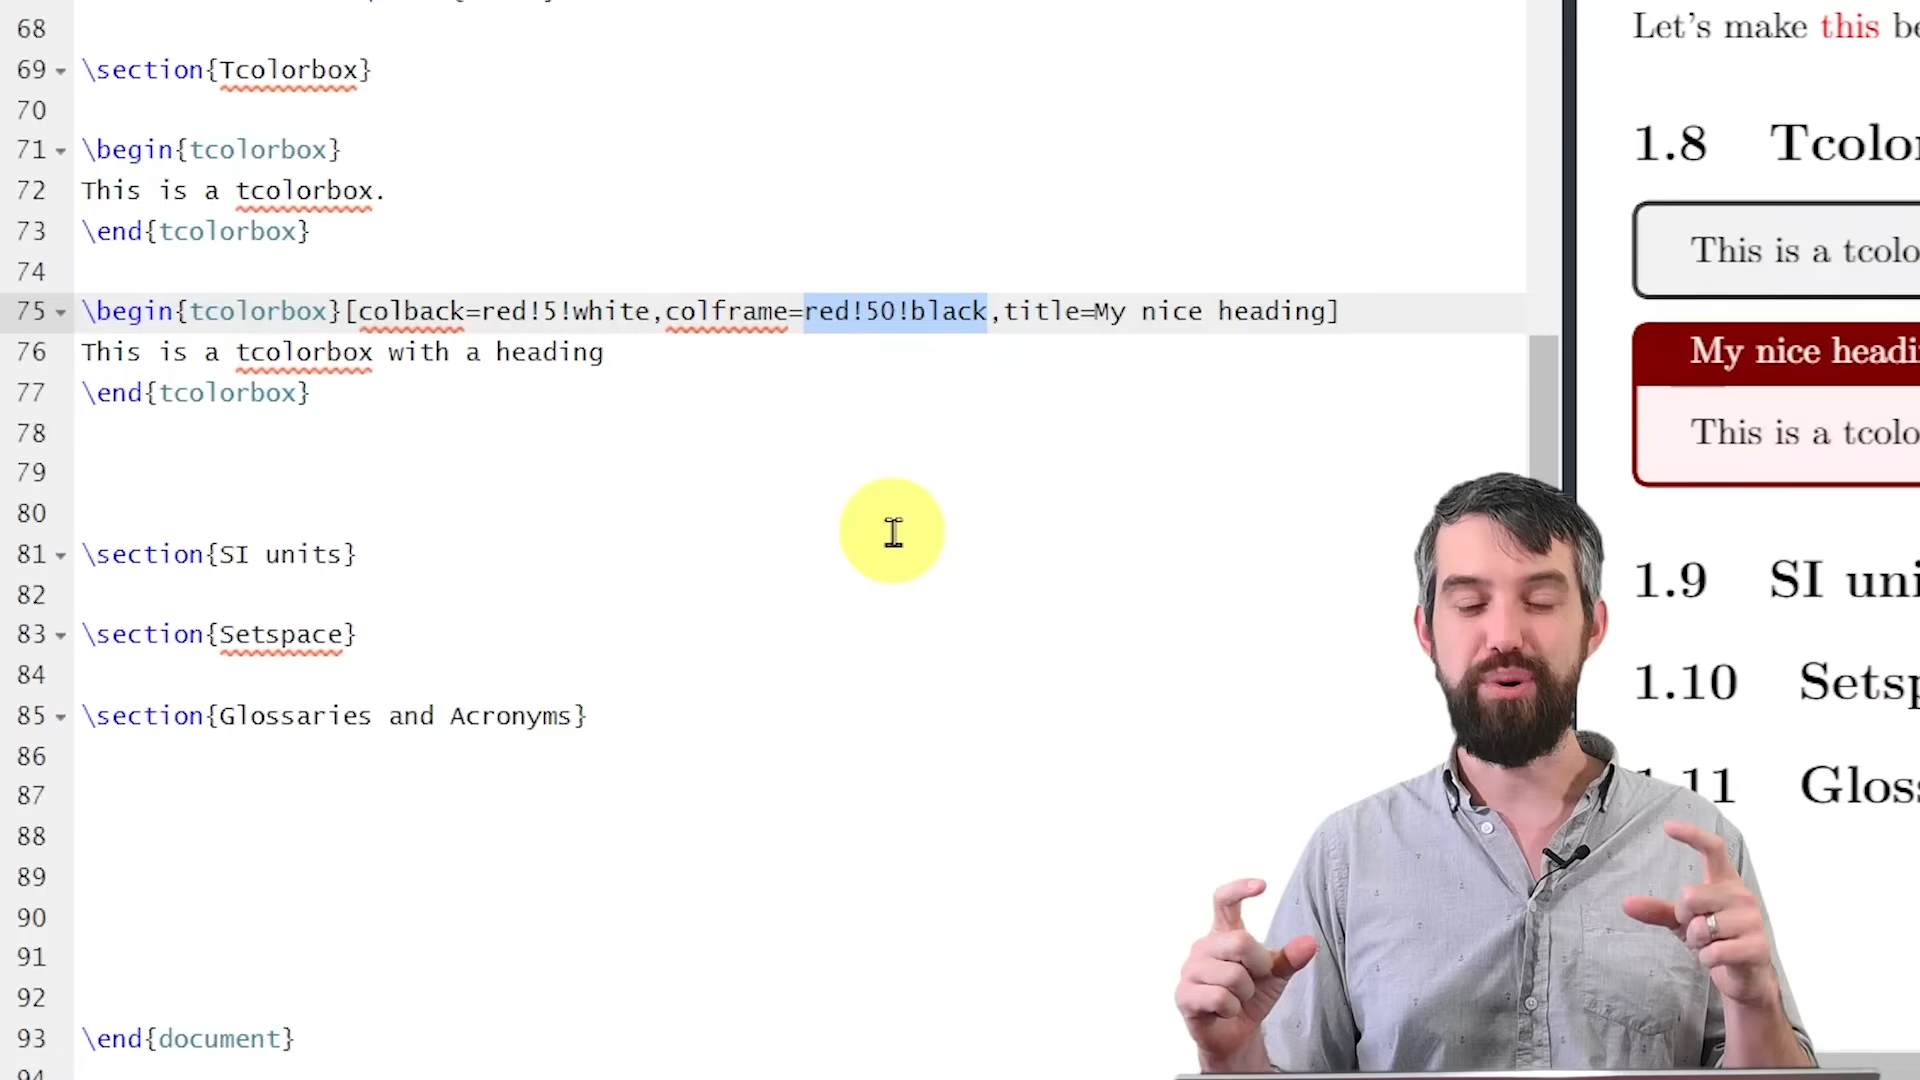 68
69 \section{Tcolorbox}
70
71 \begin{tcolorbox}
72 This is a tcolorbox.
73 \end{tcolorbox}
74
75 \begin{tcolorbox}[colback=red!5!white,colframe=red!50!black,title=My nice heading]
76 This is a tcolorbox with a heading
77 \end{tcolorbox}
78
79
80
81 \section{SI units}
82
83 \section{Setspace}
84
85 \section{Glossaries and Acronyms}
86
87
88
89
90
91
92
93 \end{document}
94
Let's make this be
1.8 Tcolor
This is a tcolo
My nice headi
This is a tcolo
1.9 SI uni
1.10 Setsp
11 Gloss